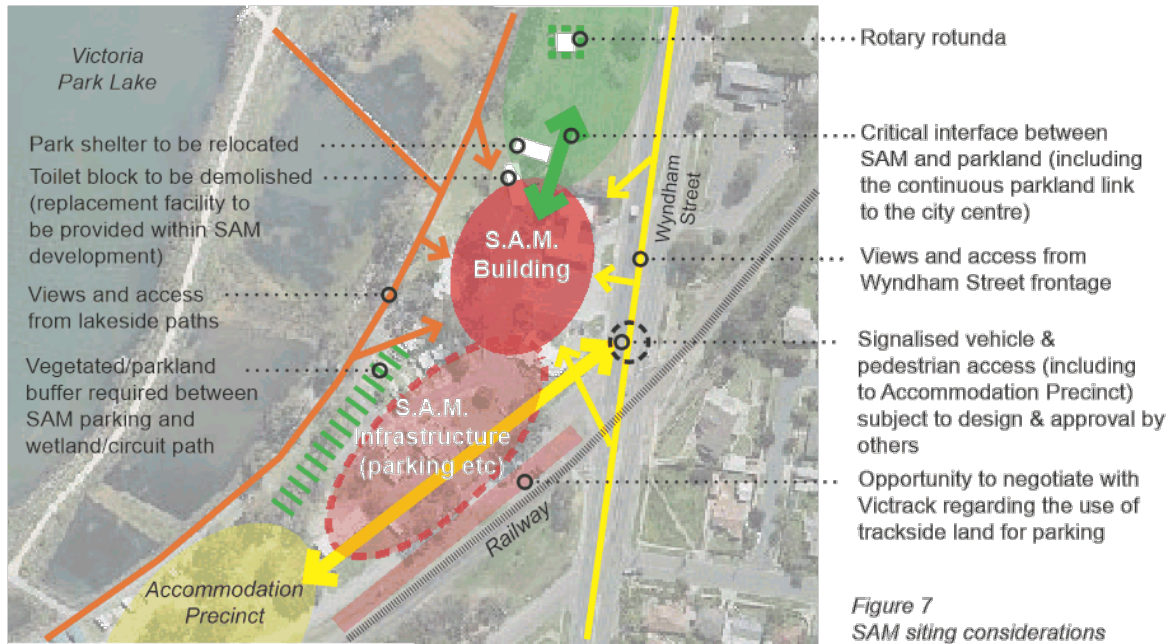 Victoria
Park Lake
Park shelter to be relocated
Toilet block to be demolished
(replacement facility to
be provided within SAM
development)
Views and access
from lakeside paths
Vegetated/parkland
buffer required between
SAM parking and
wetland/circuit path
S.A.M.
Building
S.A.M.
Infrastructure
(parking etc)
Accommodation
Precinct
Railway
Wyndham
Street
Rotary rotunda
Critical interface between
SAM and parkland (including
the continuous parkland link
to the city centre)
Views and access from
Wyndham Street frontage
Signalised vehicle &
pedestrian access (including
to Accommodation Precinct)
subject to design & approval by
others
Opportunity to negotiate with
Victrack regarding the use of
trackside land for parking
Figure 7
SAM siting considerations